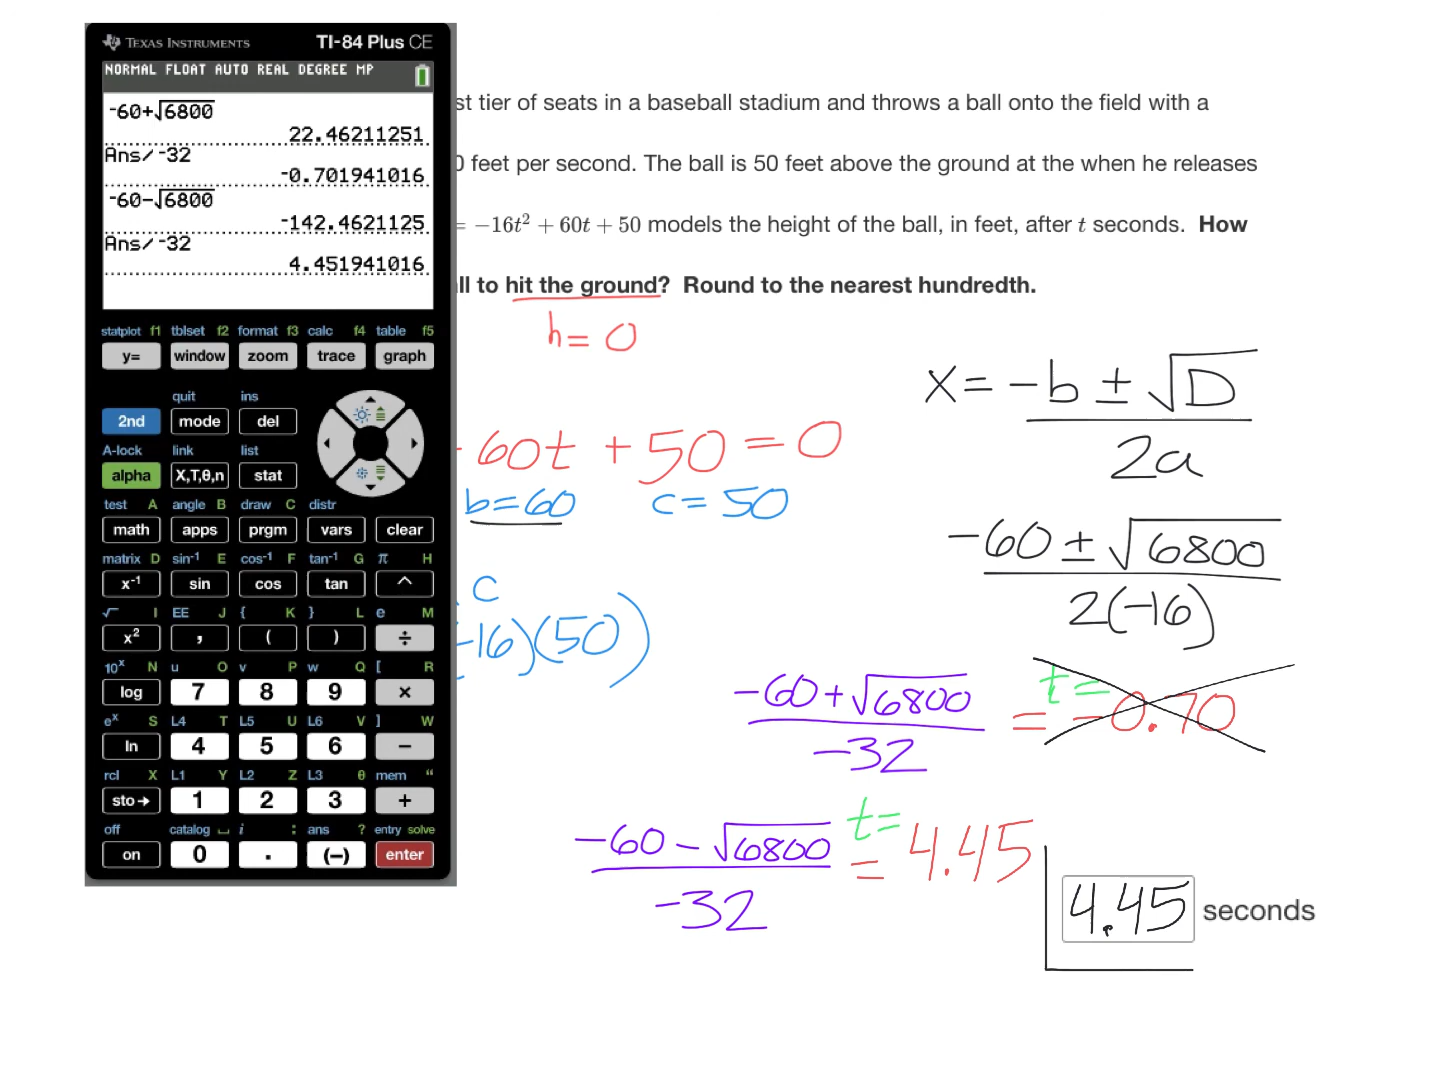 TEXAS INSTRUMENTS TI-84 Plus CE
NORMAL FLOAT AUTO REAL DEGREE MP
-60+√6800
22.46211251
Ans/-32
-0.701941016
-60-√6800
-142.4621125
Ans/-32
4.451941016
statplot f1 tblset f2 format f3 calc f4 table f5
y= window zoom trace graph
quit ins
2nd mode del
A-lock link list
alpha X,T,θ,n stat
test A angle B draw C distr
math apps prgm vars clear
matrix D sin-1 E cos-1 F tan-1 G π H
x-1 sin cos tan ^
√ I EE J { K } L e M
x² , ( ) ÷
10ˣ N u O v P w Q [ R
log 7 8 9 ×
eˣ S L4 T L5 U L6 V ] W
ln 4 5 6 −
rcl X L1 Y L2 Z L3 θ mem "
sto→ 1 2 3 +
off catalog ⎵ i : ans ? entry solve
on 0 . (−) enter
st tier of seats in a baseball stadium and throws a ball onto the field with a
0 feet per second. The ball is 50 feet above the ground at the when he releases
= −16t² + 60t + 50 models the height of the ball, in feet, after t seconds. How
ll to hit the ground? Round to the nearest hundredth.
h = 0
x = -b ± √D
2a
60t + 50 = 0
b=60 c=50
-60 ± √6800
2(-16)
c
-16)(50)
-60+√6800
-32
t=
= -0.70
-60-√6800
-32
t=
= 4.45
4.45 seconds